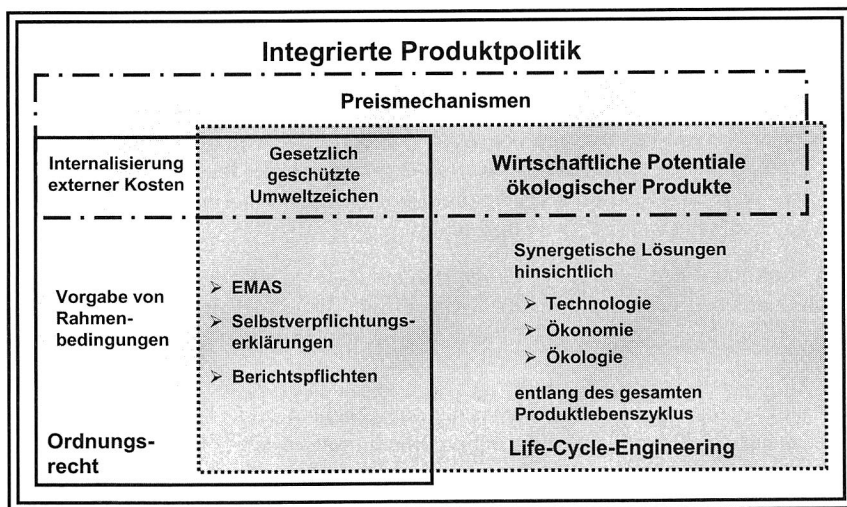 Integrierte Produktpolitik
Preismechanismen
Internalisierung
externer Kosten
Gesetzlich
geschützte
Umweltzeichen
Wirtschaftliche Potentiale
ökologischer Produkte
Vorgabe von
Rahmen-
bedingungen
➢ EMAS
➢ Selbstverpflichtungs-
erklärungen
➢ Berichtspflichten
Synergetische Lösungen
hinsichtlich
➢ Technologie
➢ Ökonomie
➢ Ökologie
entlang des gesamten
Produktlebenszyklus
Ordnungs-
recht
Life-Cycle-Engineering